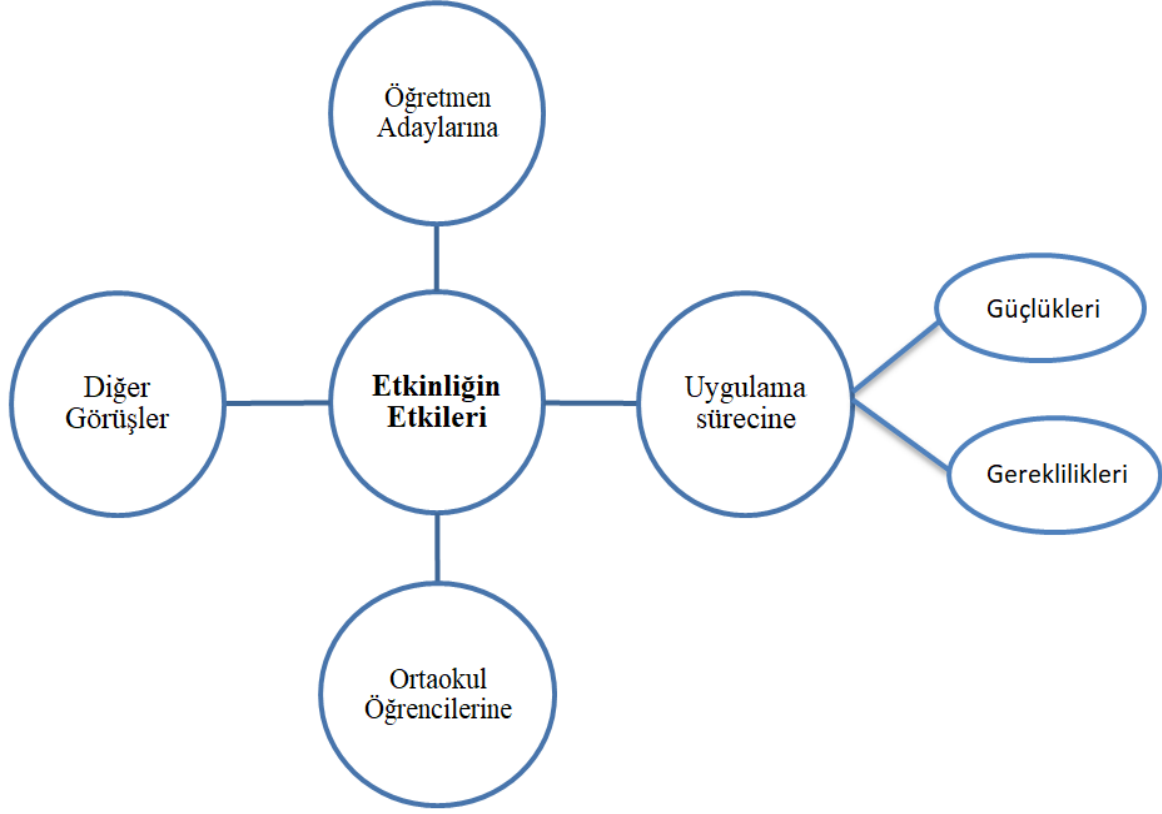 Öğretmen
Adaylarına
Diğer
Görüşler
Etkinliğin
Etkileri
Uygulama
sürecine
Güçlükleri
Gereklilikleri
Ortaokul
Öğrencilerine